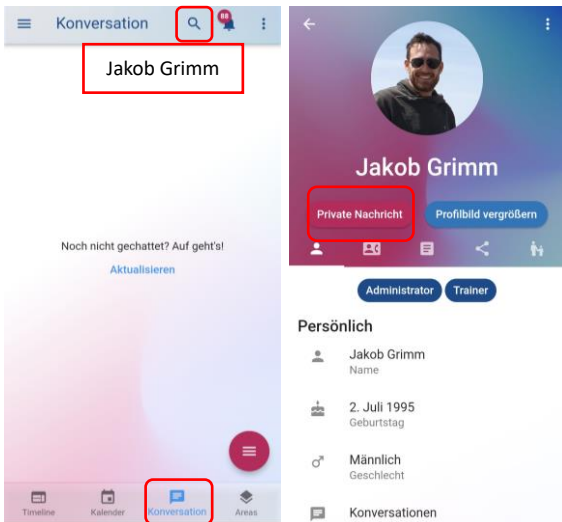 Konversation
88
Jakob Grimm
Noch nicht gechattet? Auf geht's!
Aktualisieren
Timeline
Kalender
Konversation
Areas
Jakob Grimm
Private Nachricht
Profilbild vergrößern
Administrator
Trainer
Persönlich
Jakob Grimm
Name
2. Juli 1995
Geburtstag
Männlich
Geschlecht
Konversationen